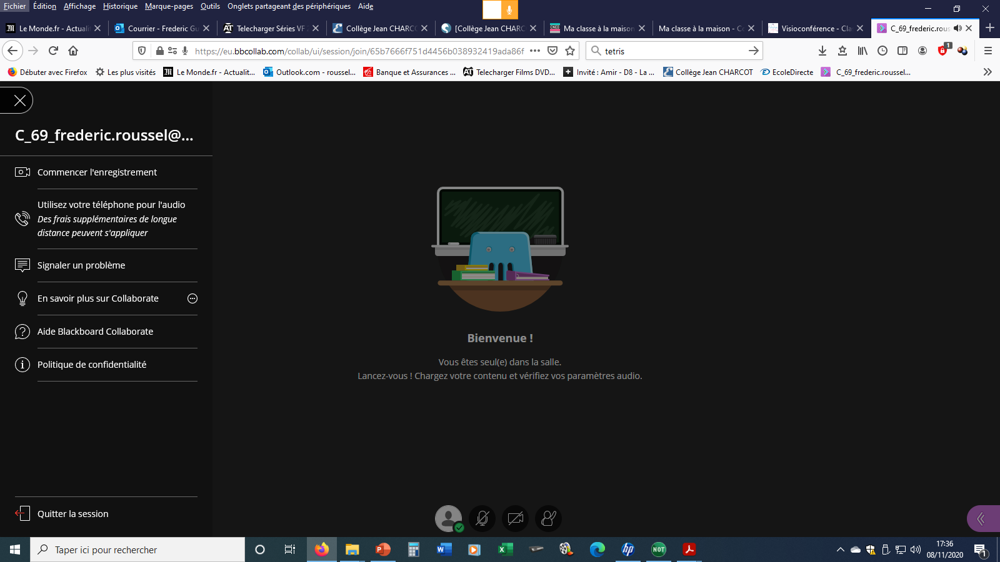 Fichier Édition Affichage Historique Marque-pages Outils Onglets partageant des périphériques Aide
Le Monde.fr - Actuali Courrier - Frederic Gu Telecharger Séries VF Collège Jean CHARCO [Collège Jean CHARC Ma classe à la maison Ma classe à la maison - Co Visioconférence - Cla C_69_frederic.rous
https://eu.bbcollab.com/collab/ui/session/join/65b7666f751d4456b038932419ada86f tetris 1
Débuter avec Firefox Les plus visités Le Monde.fr - Actualit... Outlook.com - roussel... Banque et Assurances ... Telecharger Films DVD... Invité : Amir - D8 - La ... Collège Jean CHARCOT EcoleDirecte C_69_frederic.roussel...
C_69_frederic.roussel@...
Commencer l'enregistrement
Utilisez votre téléphone pour l'audio
Des frais supplémentaires de longue
distance peuvent s'appliquer
Signaler un problème
En savoir plus sur Collaborate
Aide Blackboard Collaborate
Politique de confidentialité
Quitter la session
Bienvenue !
Vous êtes seul(e) dans la salle.
Lancez-vous ! Chargez votre contenu et vérifiez vos paramètres audio.
Taper ici pour rechercher
17:36
08/11/2020
1